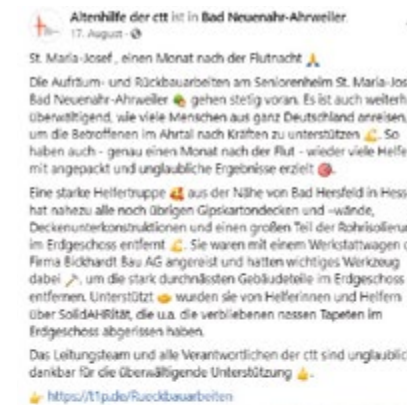 Altenhilfe der ctt ist in Bad Neuenahr-Ahrweiler.
17. August ·
St. Maria-Josef, einen Monat nach der Flutnacht 🙏
Die Aufräum- und Rückbauarbeiten am Seniorenheim St. Maria-Jos
Bad Neuenahr-Ahrweiler gehen stetig voran. Es ist auch weiterh
überwältigend, wie viele Menschen aus ganz Deutschland anreisen,
um die Betroffenen im Ahrtal nach Kräften zu unterstützen 💪. So
haben auch - genau einen Monat nach der Flut - wieder viele Helfe
mit angepackt und unglaubliche Ergebnisse erzielt 🎯.
Eine starke Helfertruppe aus der Nähe von Bad Hersfeld in Hess
hat nahezu alle noch übrigen Gipskartondecken und -wände,
Deckenunterkonstruktionen und einen großen Teil der Rohrisolieru
im Erdgeschoss entfernt 💪. Sie waren mit einem Werkstattwagen d
Firma Bickhardt Bau AG angereist und hatten wichtiges Werkzeug
dabei 🔨, um die stark durchnässten Gebäudeteile im Erdgeschoss
entfernen. Unterstützt wurden sie von Helferinnen und Helfern
über SolidAHRität, die u.a. die verbliebenen nassen Tapeten im
Erdgeschoss abgerissen haben.
Das Leitungsteam und alle Verantwortlichen der ctt sind unglaublic
dankbar für die überwältigende Unterstützung 👍.
👉 https://t1p.de/Rueckbauarbeiten